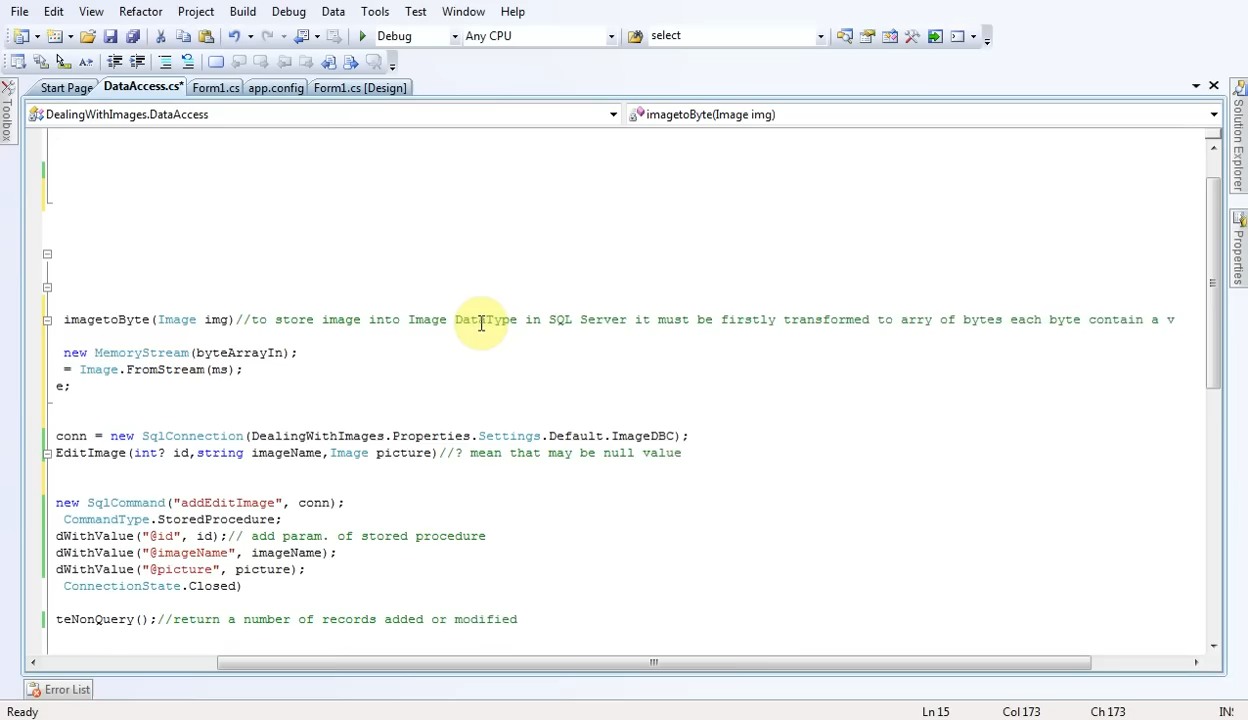 File Edit View Refactor Project Build Debug Data Tools Test Window Help
Debug Any CPU select
Start Page DataAccess.cs* Form1.cs app.config Form1.cs [Design]
DealingWithImages.DataAccess imagetoByte(Image img)
Toolbox
Solution Explorer
Properties
imagetoByte(Image img)//to store image into Image DataType in SQL Server it must be firstly transformed to arry of bytes each byte contain a v
new MemoryStream(byteArrayIn);
= Image.FromStream(ms);
e;
conn = new SqlConnection(DealingWithImages.Properties.Settings.Default.ImageDBC);
EditImage(int? id,string imageName,Image picture)//? mean that may be null value
new SqlCommand("addEditImage", conn);
CommandType.StoredProcedure;
dWithValue("@id", id);// add param. of stored procedure
dWithValue("@imageName", imageName);
dWithValue("@picture", picture);
ConnectionState.Closed)
teNonQuery();//return a number of records added or modified
Error List
Ready Ln 15 Col 173 Ch 173 IN